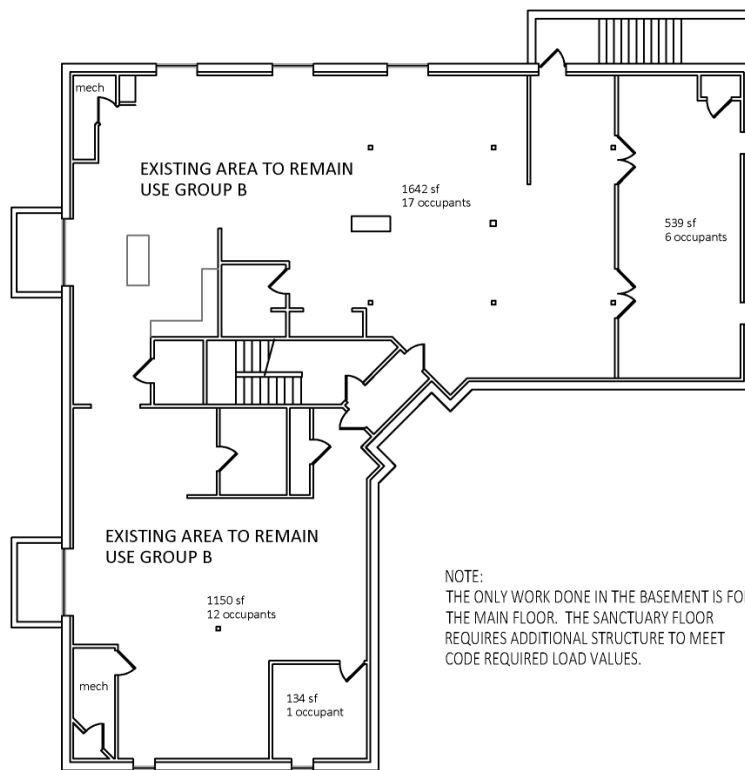 mech
EXISTING AREA TO REMAIN
USE GROUP B
1642 sf
17 occupants
539 sf
6 occupants
EXISTING AREA TO REMAIN
USE GROUP B
1150 sf
12 occupants
NOTE:
THE ONLY WORK DONE IN THE BASEMENT IS
THE MAIN FLOOR. THE SANCTUARY FLOOR
REQUIRES ADDITIONAL STRUCTURE TO MEET
CODE REQUIRED LOAD VALUES.
mech
134 sf
1 occupant